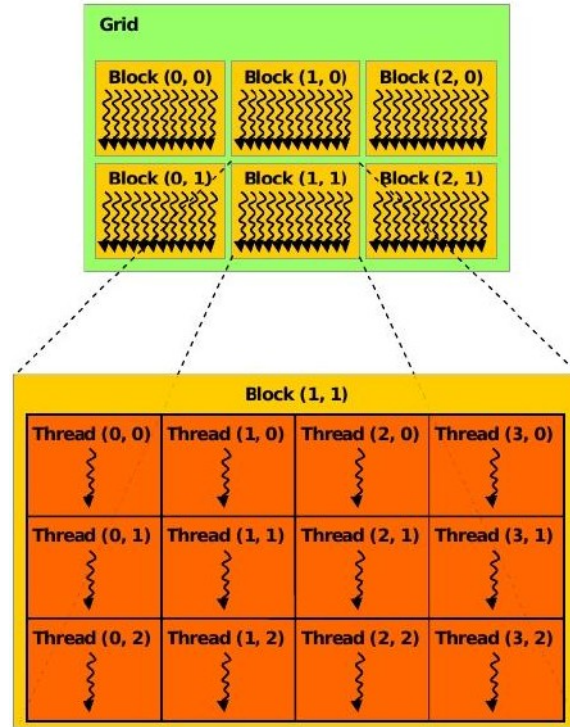 Grid
Block (0, 0) Block (1, 0) Block (2, 0)
Block (0, 1) Block (1, 1) Block (2, 1)
Block (1, 1)
Thread (0, 0) Thread (1, 0) Thread (2, 0) Thread (3, 0)
Thread (0, 1) Thread (1, 1) Thread (2, 1) Thread (3, 1)
Thread (0, 2) Thread (1, 2) Thread (2, 2) Thread (3, 2)